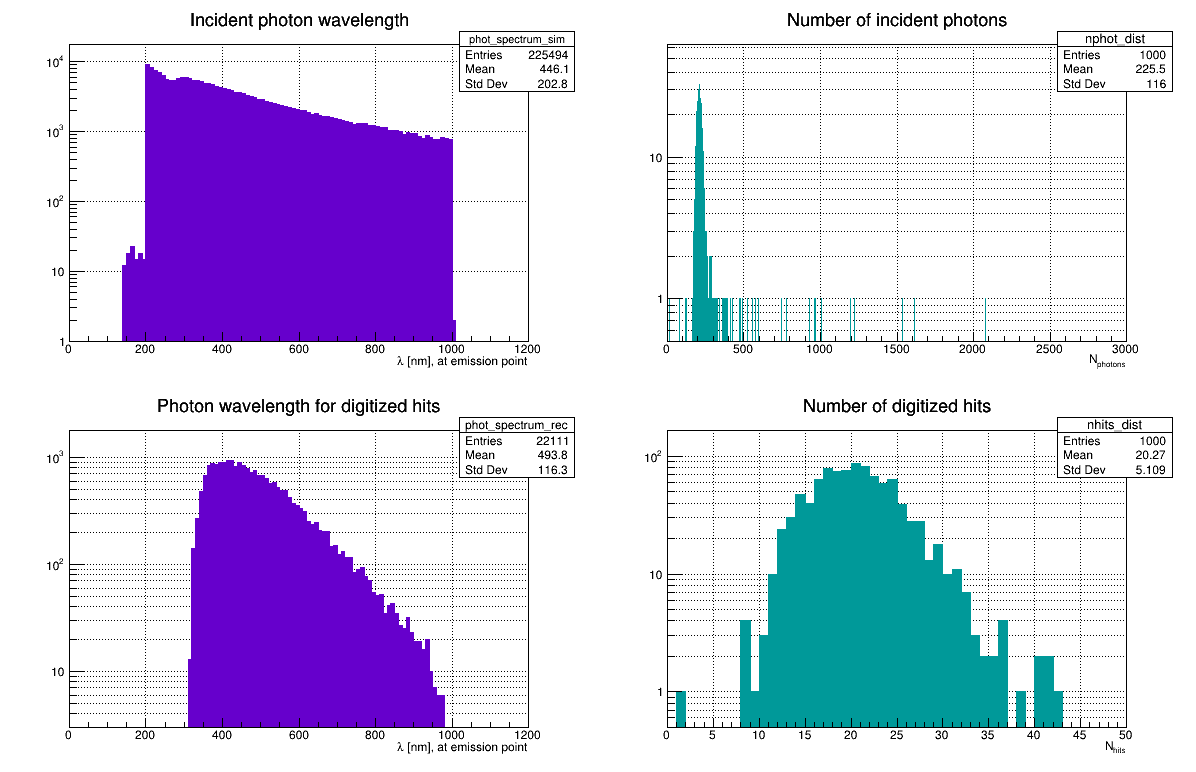 Incident photon wavelength
phot_spectrum_sim
Entries 225494
Mean 446.1
Std Dev 202.8
10^4
10^3
10^2
10
1
0 200 400 600 800 1000 1200
λ [nm], at emission point
Number of incident photons
nphot_dist
Entries 1000
Mean 225.5
Std Dev 116
10
1
0 500 1000 1500 2000 2500 3000
N_photons
Photon wavelength for digitized hits
phot_spectrum_rec
Entries 22111
Mean 493.8
Std Dev 116.3
10^3
10^2
10
0 200 400 600 800 1000 1200
λ [nm], at emission point
Number of digitized hits
nhits_dist
Entries 1000
Mean 20.27
Std Dev 5.109
10^2
10
1
0 5 10 15 20 25 30 35 40 45 50
N_hits